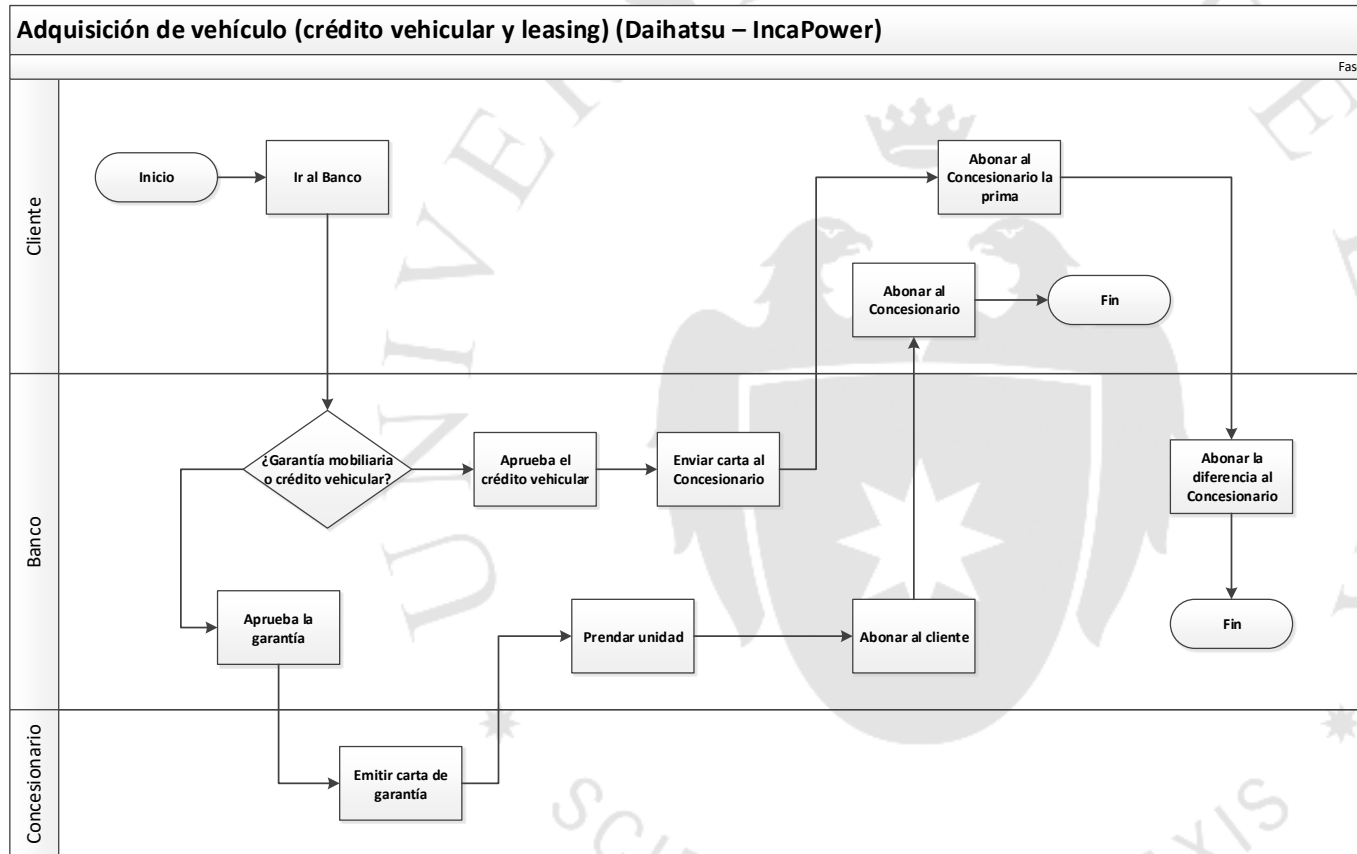 Adquisición de vehículo (crédito vehicular y leasing) (Daihatsu – IncaPower)
Fas
Cliente
Inicio
Ir al Banco
Abonar al
Concesionario la
prima
Abonar al
Concesionario
Fin
Banco
¿Garantía mobiliaria
o crédito vehicular?
Aprueba el
crédito vehicular
Enviar carta al
Concesionario
Abonar la
diferencia al
Concesionario
Aprueba la
garantía
Prendar unidad
Abonar al cliente
Fin
Concesionario
Emitir carta de
garantía